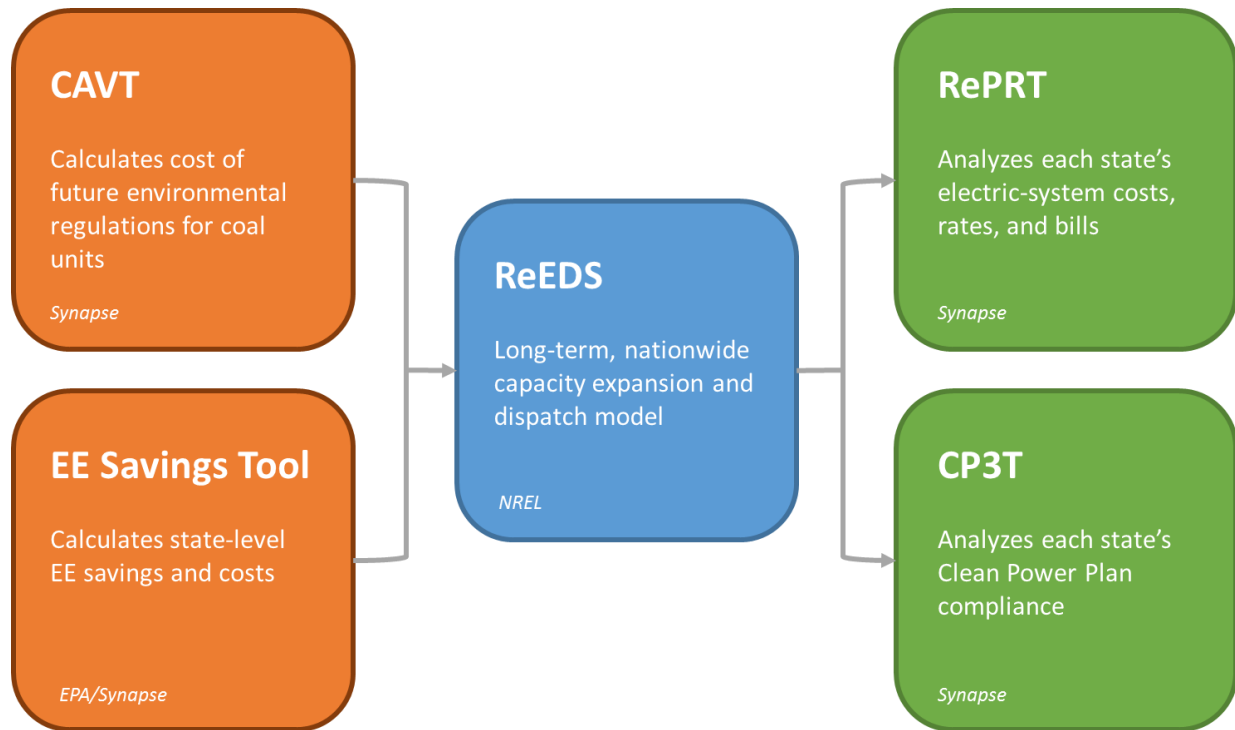 CAVT
Calculates cost of
future environmental
regulations for coal
units
Synapse
EE Savings Tool
Calculates state-level
EE savings and costs
EPA/Synapse
ReEDS
Long-term, nationwide
capacity expansion and
dispatch model
NREL
RePRT
Analyzes each state’s
electric-system costs,
rates, and bills
Synapse
CP3T
Analyzes each state’s
Clean Power Plan
compliance
Synapse